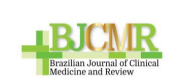 BJCMR
Brazilian Journal of Clinical
Medicine and Review